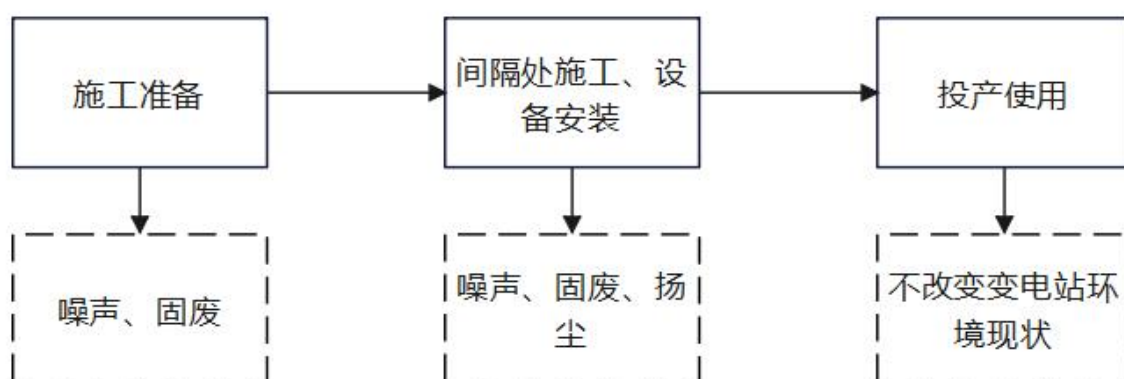 施工准备
间隔处施工、设
备安装
投产使用
噪声、固废
噪声、固废、扬
尘
不改变变电站环
境现状